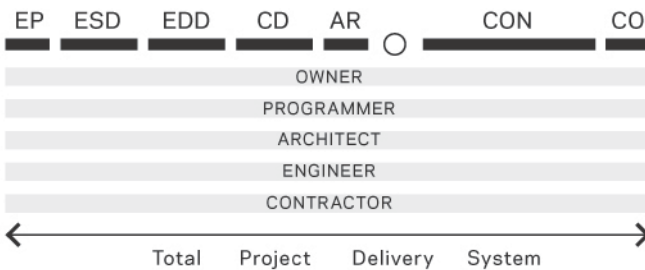 EP ESD EDD CD AR CON CO
OWNER
PROGRAMMER
ARCHITECT
ENGINEER
CONTRACTOR
Total Project Delivery System